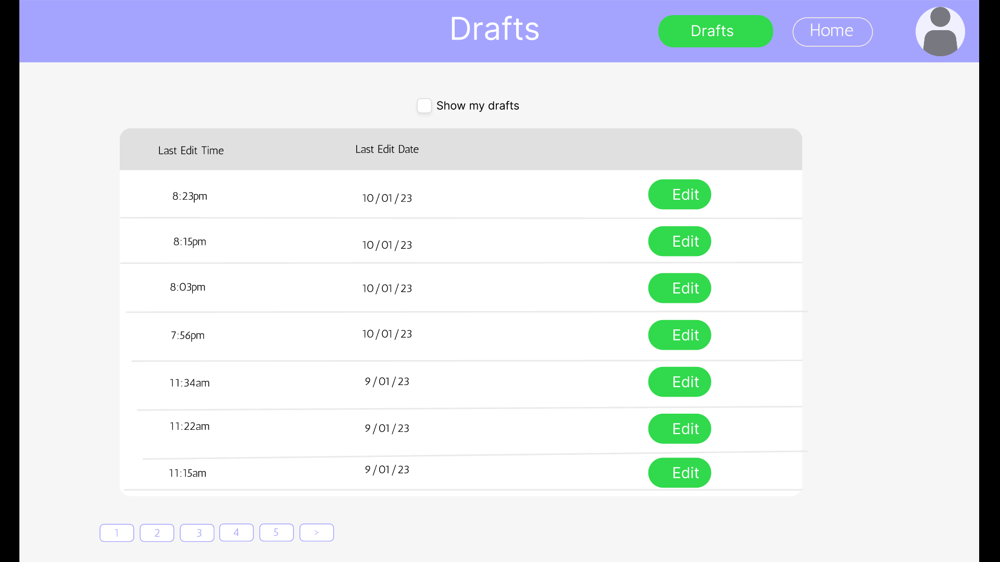 Drafts
Drafts
Home
Show my drafts
Last Edit Time
Last Edit Date
8:23pm
10/01/23
Edit
8:15pm
10/01/23
Edit
8:03pm
10/01/23
Edit
7:56pm
10/01/23
Edit
11:34am
9/01/23
Edit
11:22am
9/01/23
Edit
11:15am
9/01/23
Edit
1
2
3
4
5
>